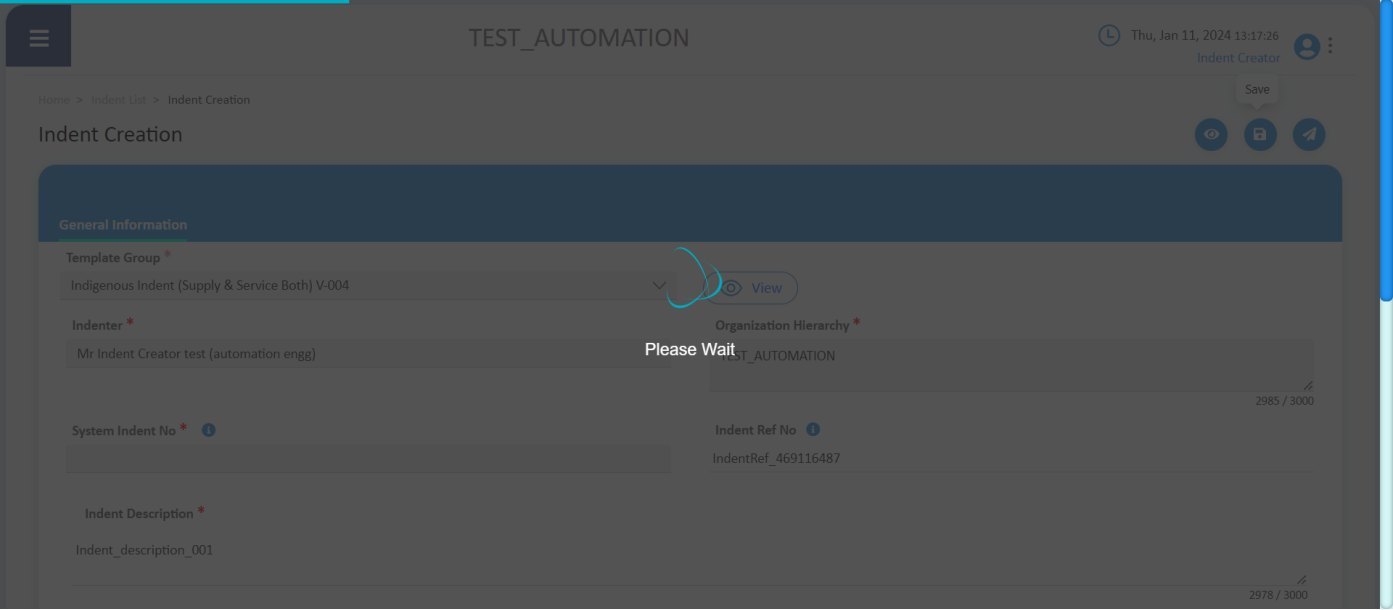 TEST_AUTOMATION
Thu, Jan 11, 2024 13:17:26
Indent Creator
Home > Indent List > Indent Creation
Save
Indent Creation
General Information
Template Group *
Indigenous Indent (Supply & Service Both) V-004
View
Indenter *
Organization Hierarchy *
Mr Indent Creator test (automation engg)
Please Wait
TEST_AUTOMATION
2985 / 3000
System Indent No *
Indent Ref No
IndentRef_469116487
Indent Description *
Indent_description_001
2978 / 3000